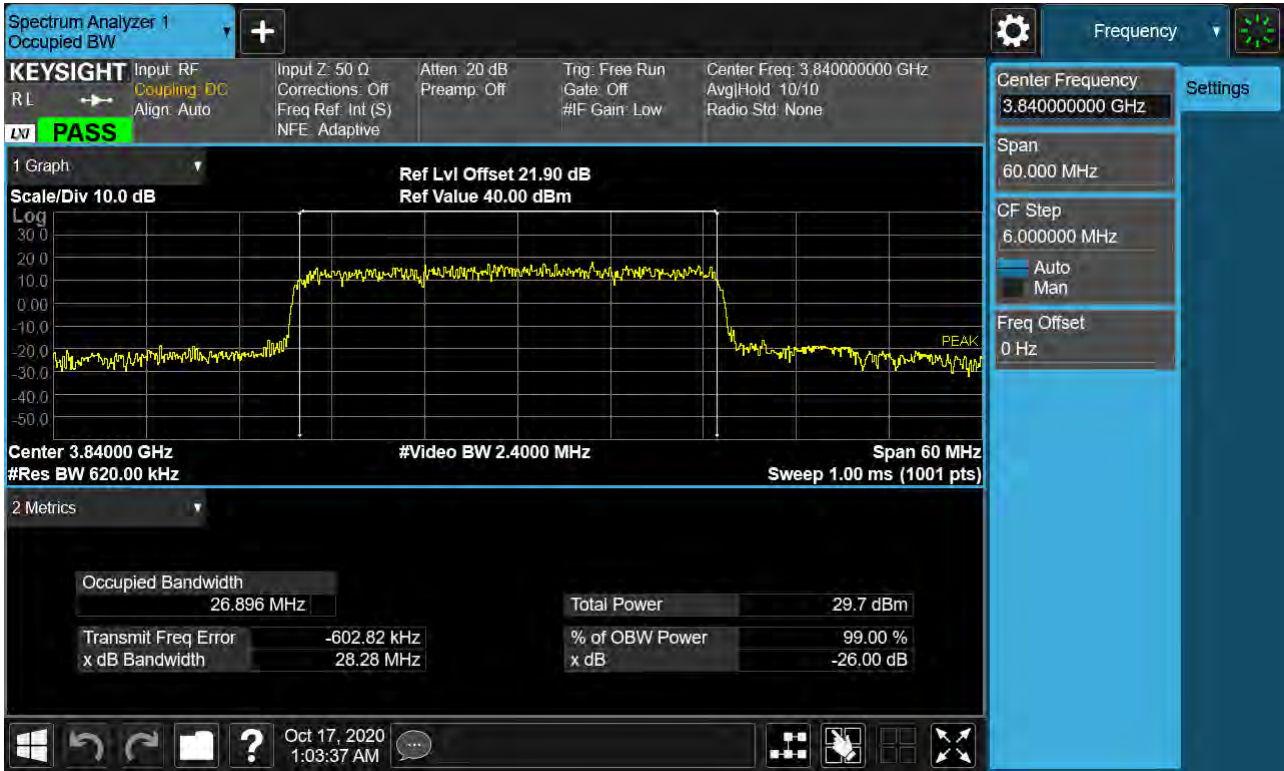 Spectrum Analyzer 1
Occupied BW
Frequency
KEYSIGHT
RL
LXI
PASS
Input: RF
Coupling: DC
Align: Auto
Input Z: 50 Ω
Corrections: Off
Freq Ref: Int (S)
NFE: Adaptive
Atten: 20 dB
Preamp: Off
Trig: Free Run
Gate: Off
#IF Gain: Low
Center Freq: 3.840000000 GHz
Avg|Hold: 10/10
Radio Std: None
Center Frequency
3.840000000 GHz
Settings
Span
60.000 MHz
CF Step
6.000000 MHz
Auto
Man
Freq Offset
0 Hz
1 Graph
Scale/Div 10.0 dB
Ref Lvl Offset 21.90 dB
Ref Value 40.00 dBm
Log
30.0
20.0
10.0
0.00
-10.0
-20.0
-30.0
-40.0
-50.0
PEAK
Center 3.84000 GHz
#Video BW 2.4000 MHz
Span 60 MHz
#Res BW 620.00 kHz
Sweep 1.00 ms (1001 pts)
2 Metrics
Occupied Bandwidth
26.896 MHz
Total Power 29.7 dBm
Transmit Freq Error -602.82 kHz
% of OBW Power 99.00 %
x dB Bandwidth 28.28 MHz
x dB -26.00 dB
Oct 17, 2020
1:03:37 AM